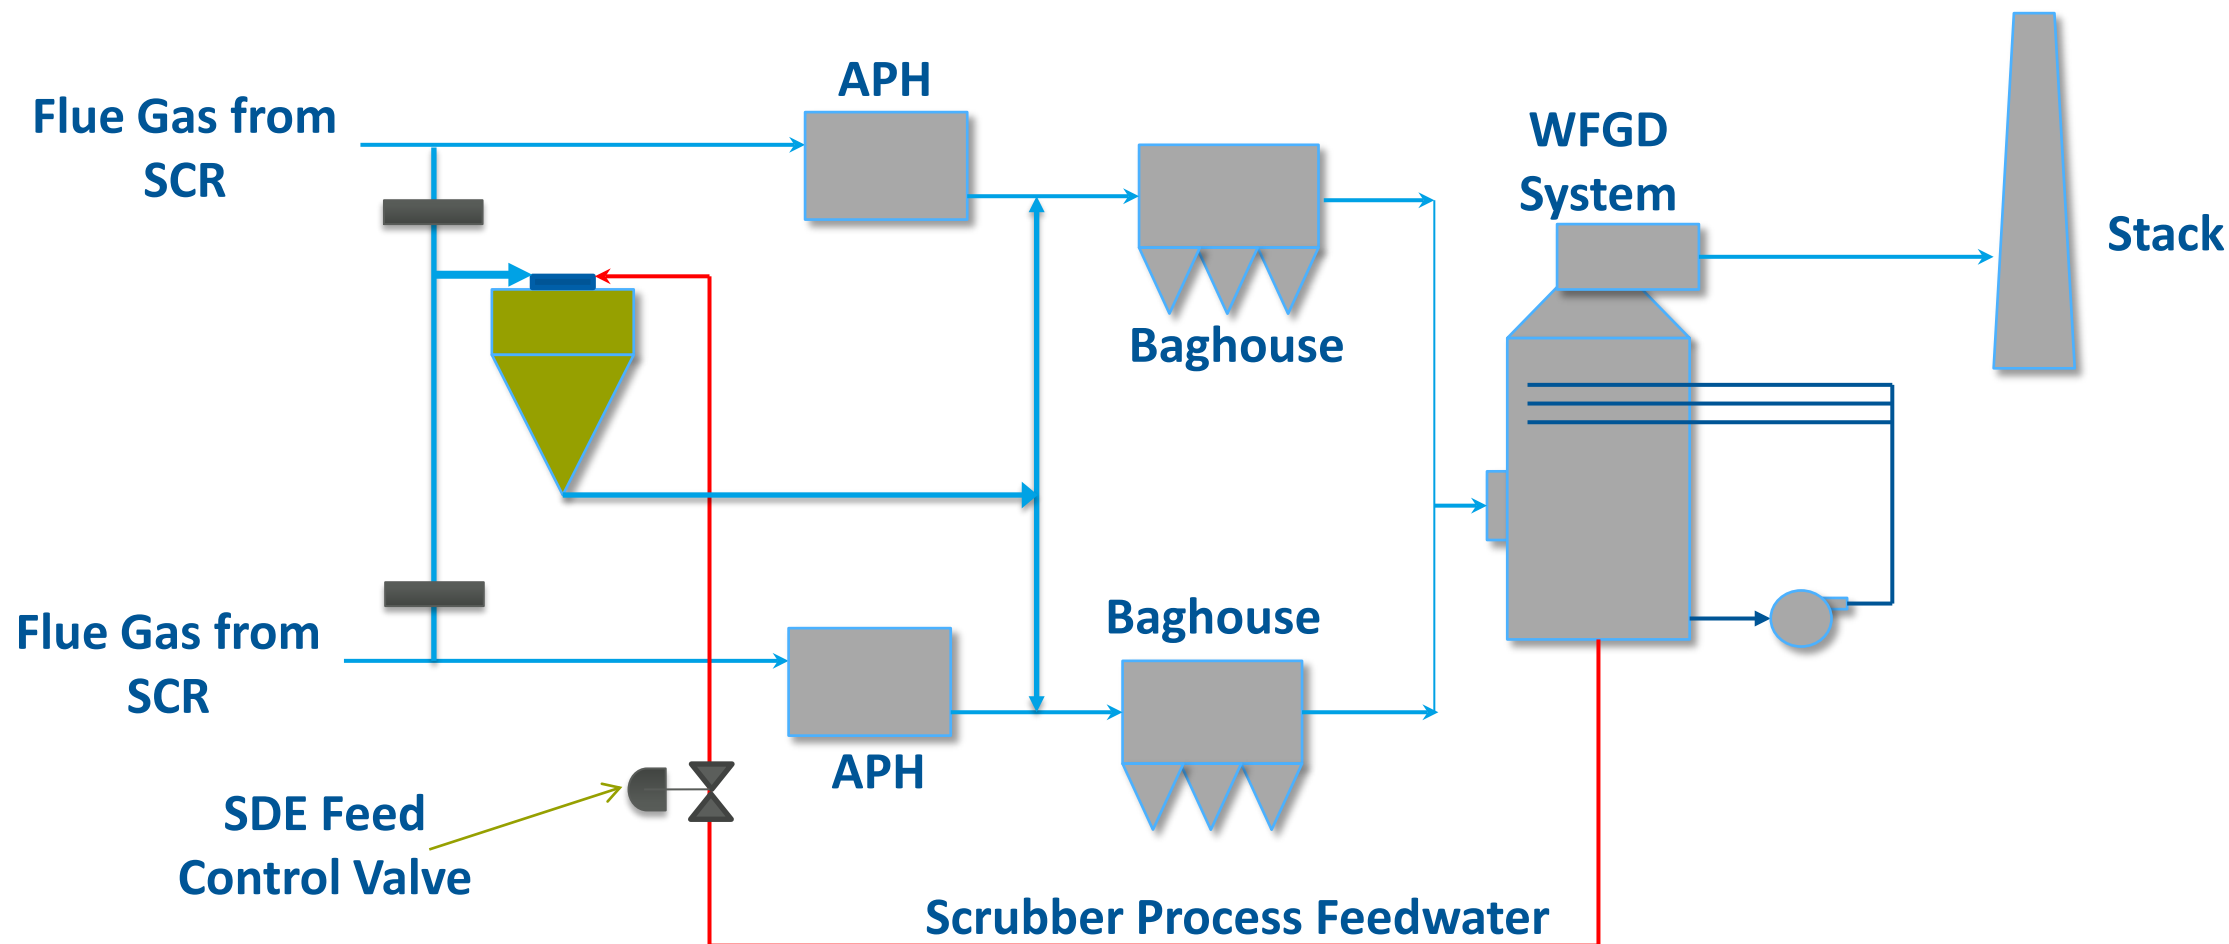 APH
Flue Gas from
SCR
WFGD
System
Stack
Baghouse
Baghouse
Flue Gas from
SCR
APH
SDE Feed
Control Valve
Scrubber Process Feedwater